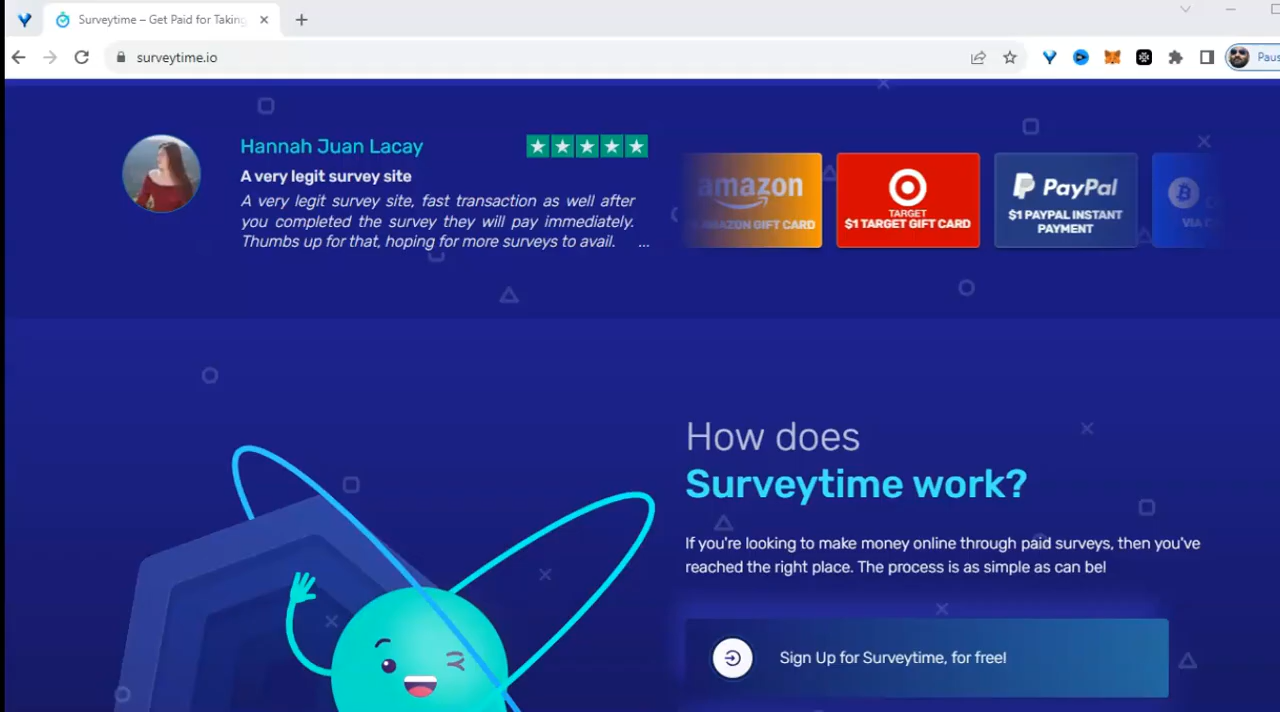 Surveytime – Get Paid for Taking
surveytime.io
Paus
Hannah Juan Lacay
A very legit survey site
A very legit survey site, fast transaction as well after
you completed the survey they will pay immediately.
Thumbs up for that, hoping for more surveys to avail. ...
amazon
AMAZON GIFT CARD
TARGET
$1 TARGET GIFT CARD
PayPal
$1 PAYPAL INSTANT
PAYMENT
VIA
How does
Surveytime work?
If you're looking to make money online through paid surveys, then you've
reached the right place. The process is as simple as can be!
Sign Up for Surveytime, for free!